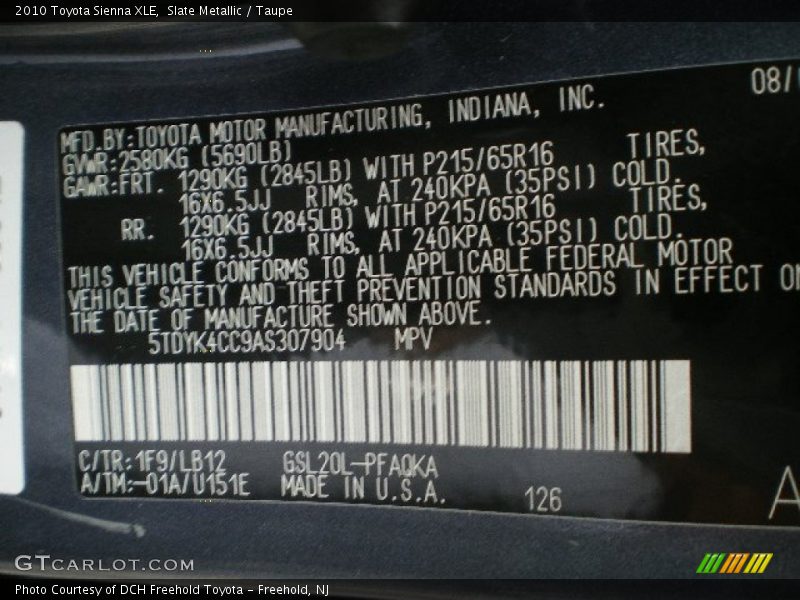 2010 Toyota Sienna XLE,  Slate Metallic / Taupe
08/
MFD.BY:TOYOTA MOTOR MANUFACTURING, INDIANA, INC.
GVWR:2580KG (5690LB)
GAWR:FRT. 1290KG (2845LB) WITH P215/65R16 TIRES,
16X6.5JJ RIMS, AT 240KPA (35PSI) COLD.
RR. 1290KG (2845LB) WITH P215/65R16 TIRES,
16X6.5JJ RIMS, AT 240KPA (35PSI) COLD.
THIS VEHICLE CONFORMS TO ALL APPLICABLE FEDERAL MOTOR
VEHICLE SAFETY AND THEFT PREVENTION STANDARDS IN EFFECT O
THE DATE OF MANUFACTURE SHOWN ABOVE.
5TDYK4CC9AS307904 MPV
C/TR:1F9/LB12 GSL20L-PFAQKA
A/TM:-01A/U151E MADE IN U.S.A. 126 A
GTCARLOT.COM
Photo Courtesy of DCH Freehold Toyota - Freehold, NJ